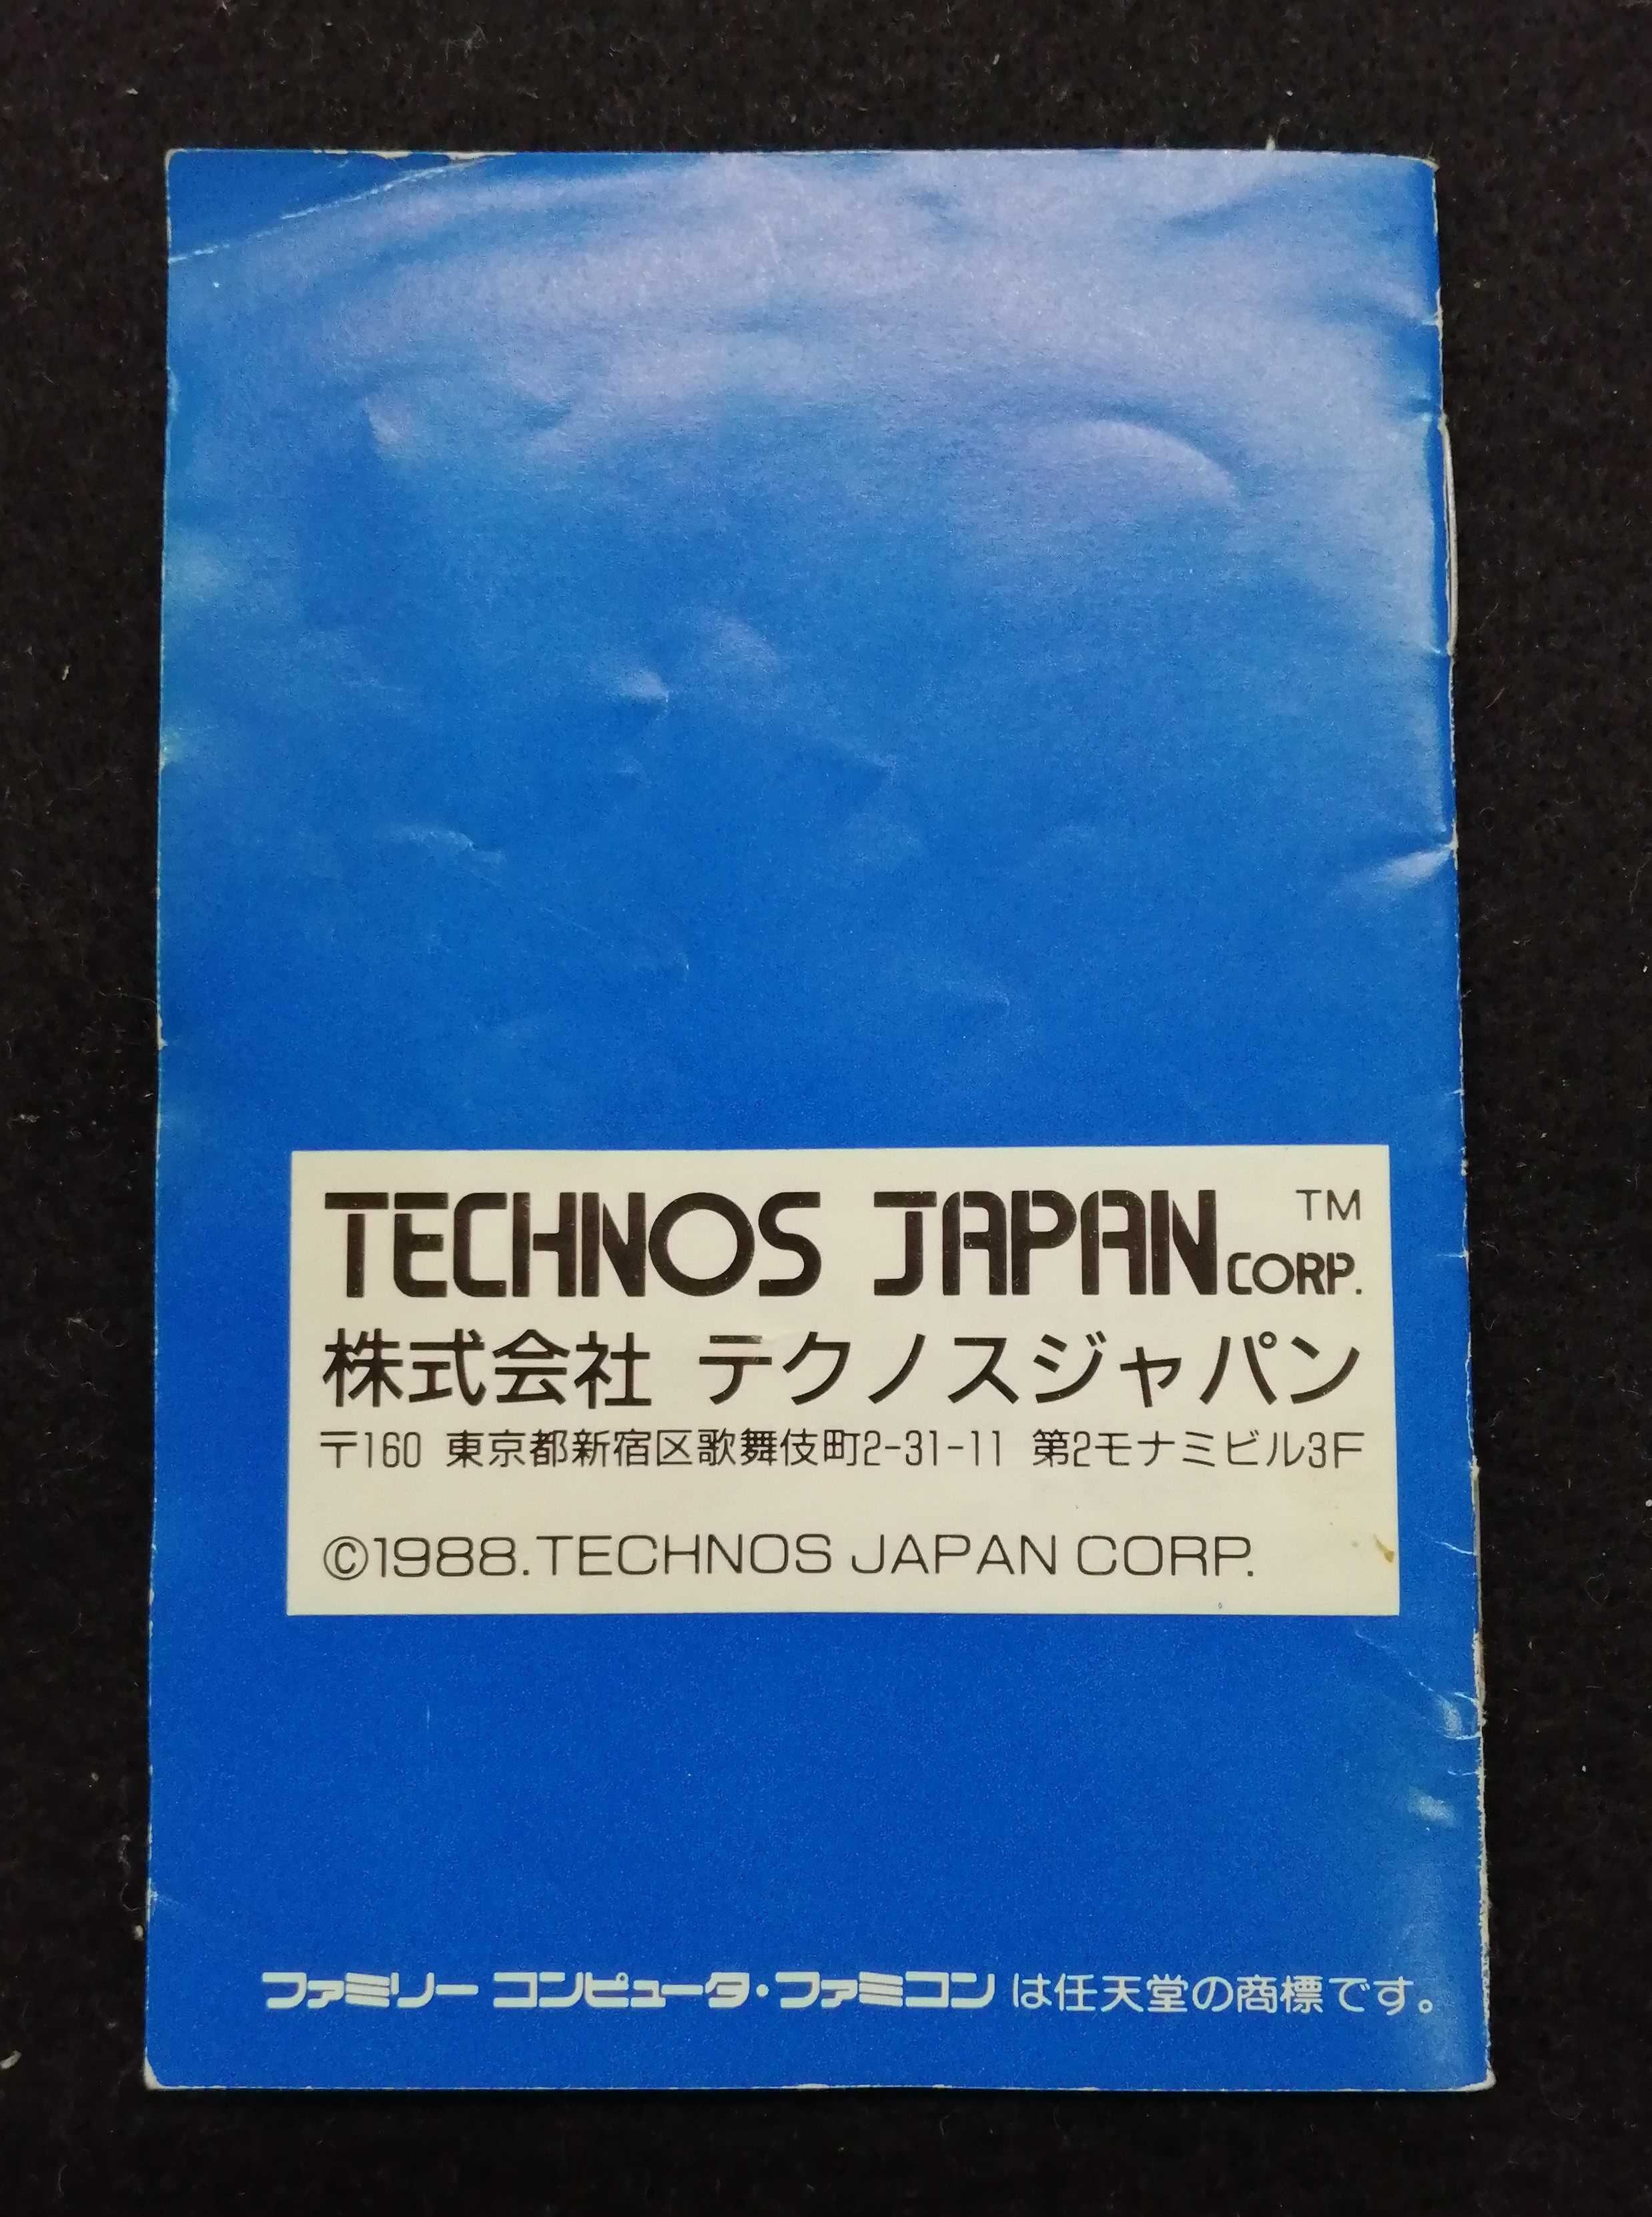 TECHNOS JAPAN CORP. TM
株式会社 テクノスジャパン
〒160 東京都新宿区歌舞伎町2-31-11 第2モナミビル3F
©1988.TECHNOS JAPAN CORP.
ファミリー コンピュータ・ファミコン は任天堂の商標です。